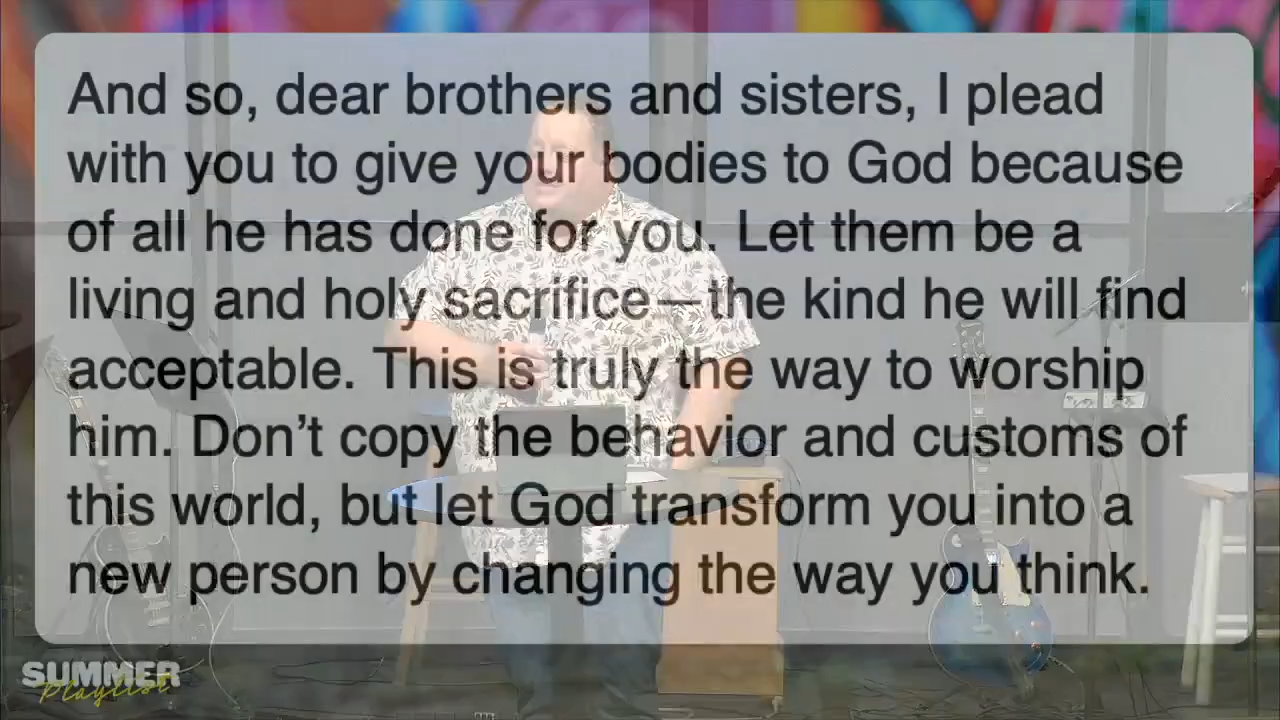 And so, dear brothers and sisters, I plead
with you to give your bodies to God because
of all he has done for you. Let them be a
living and holy sacrifice—the kind he will find
acceptable. This is truly the way to worship
him. Don’t copy the behavior and customs of
this world, but let God transform you into a
new person by changing the way you think.
SUMMER
Playlist